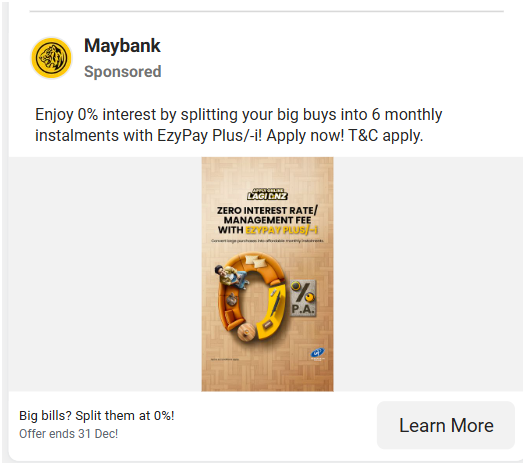 Maybank
Sponsored
Enjoy 0% interest by splitting your big buys into 6 monthly
instalments with EzyPay Plus/-i! Apply now! T&C apply.
APPLY ONLINE
LAGI DNZ
ZERO INTEREST RATE/
MANAGEMENT FEE
WITH EZYPAY PLUS/-i
Convert large purchases into affordable monthly instalments.
0%
P.A.
Big bills? Split them at 0%!
Offer ends 31 Dec!
Learn More